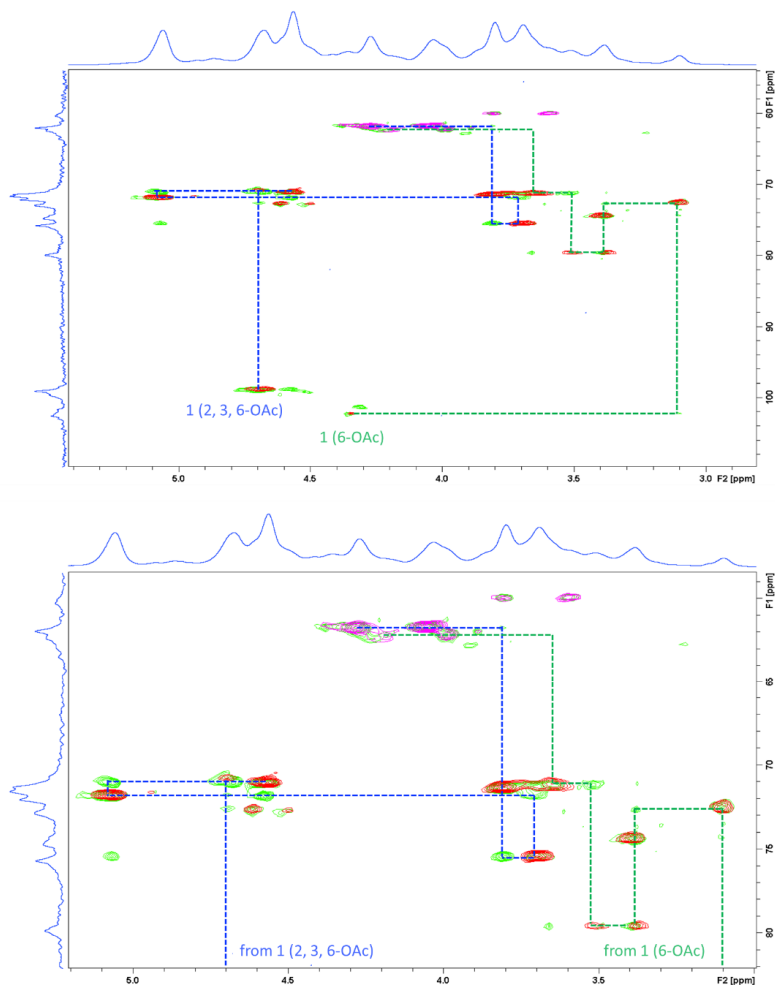 60
70
80
90
100
F1 [ppm]
1 (2, 3, 6-OAc)
1 (6-OAc)
5.0 4.5 4.0 3.5 3.0 F2 [ppm]
F1 [ppm]
65
70
75
80
from 1 (2, 3, 6-OAc) from 1 (6-OAc)
5.0 4.5 4.0 3.5 F2 [ppm]